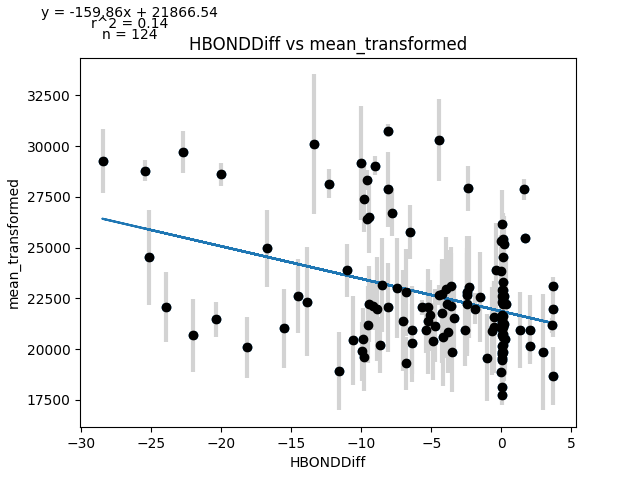 y = -159.86x + 21866.54
r^2 = 0.14
n = 124
HBONDDiff vs mean_transformed
32500
30000
27500
25000
22500
20000
17500
mean_transformed
−30 −25 −20 −15 −10 −5 0 5
HBONDDiff